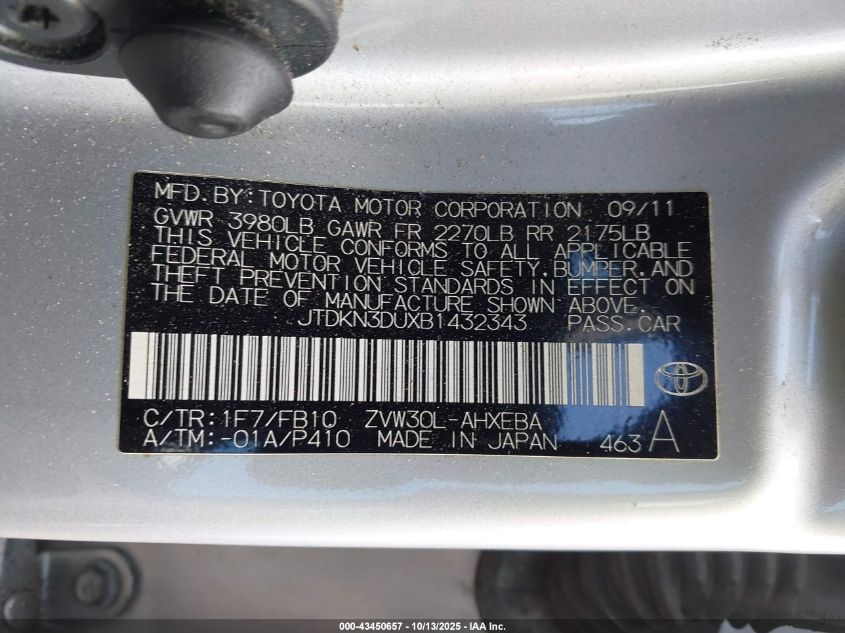 MFD. BY: TOYOTA MOTOR CORPORATION 09/11
GVWR 3980LB GAWR FR 2270LB RR 2175LB
THIS VEHICLE CONFORMS TO ALL APPLICABLE
FEDERAL MOTOR VEHICLE SAFETY, BUMPER, AND
THEFT PREVENTION STANDARDS IN EFFECT ON
THE DATE OF MANUFACTURE SHOWN ABOVE.
JTDKN3DUXB1432343 PASS. CAR
C/TR: 1F7/FB10 ZVW30L-AHXEBA
A/TM: -01A/P410 MADE IN JAPAN 463 A
000-43450657 - 10/13/2025 - IAA Inc.